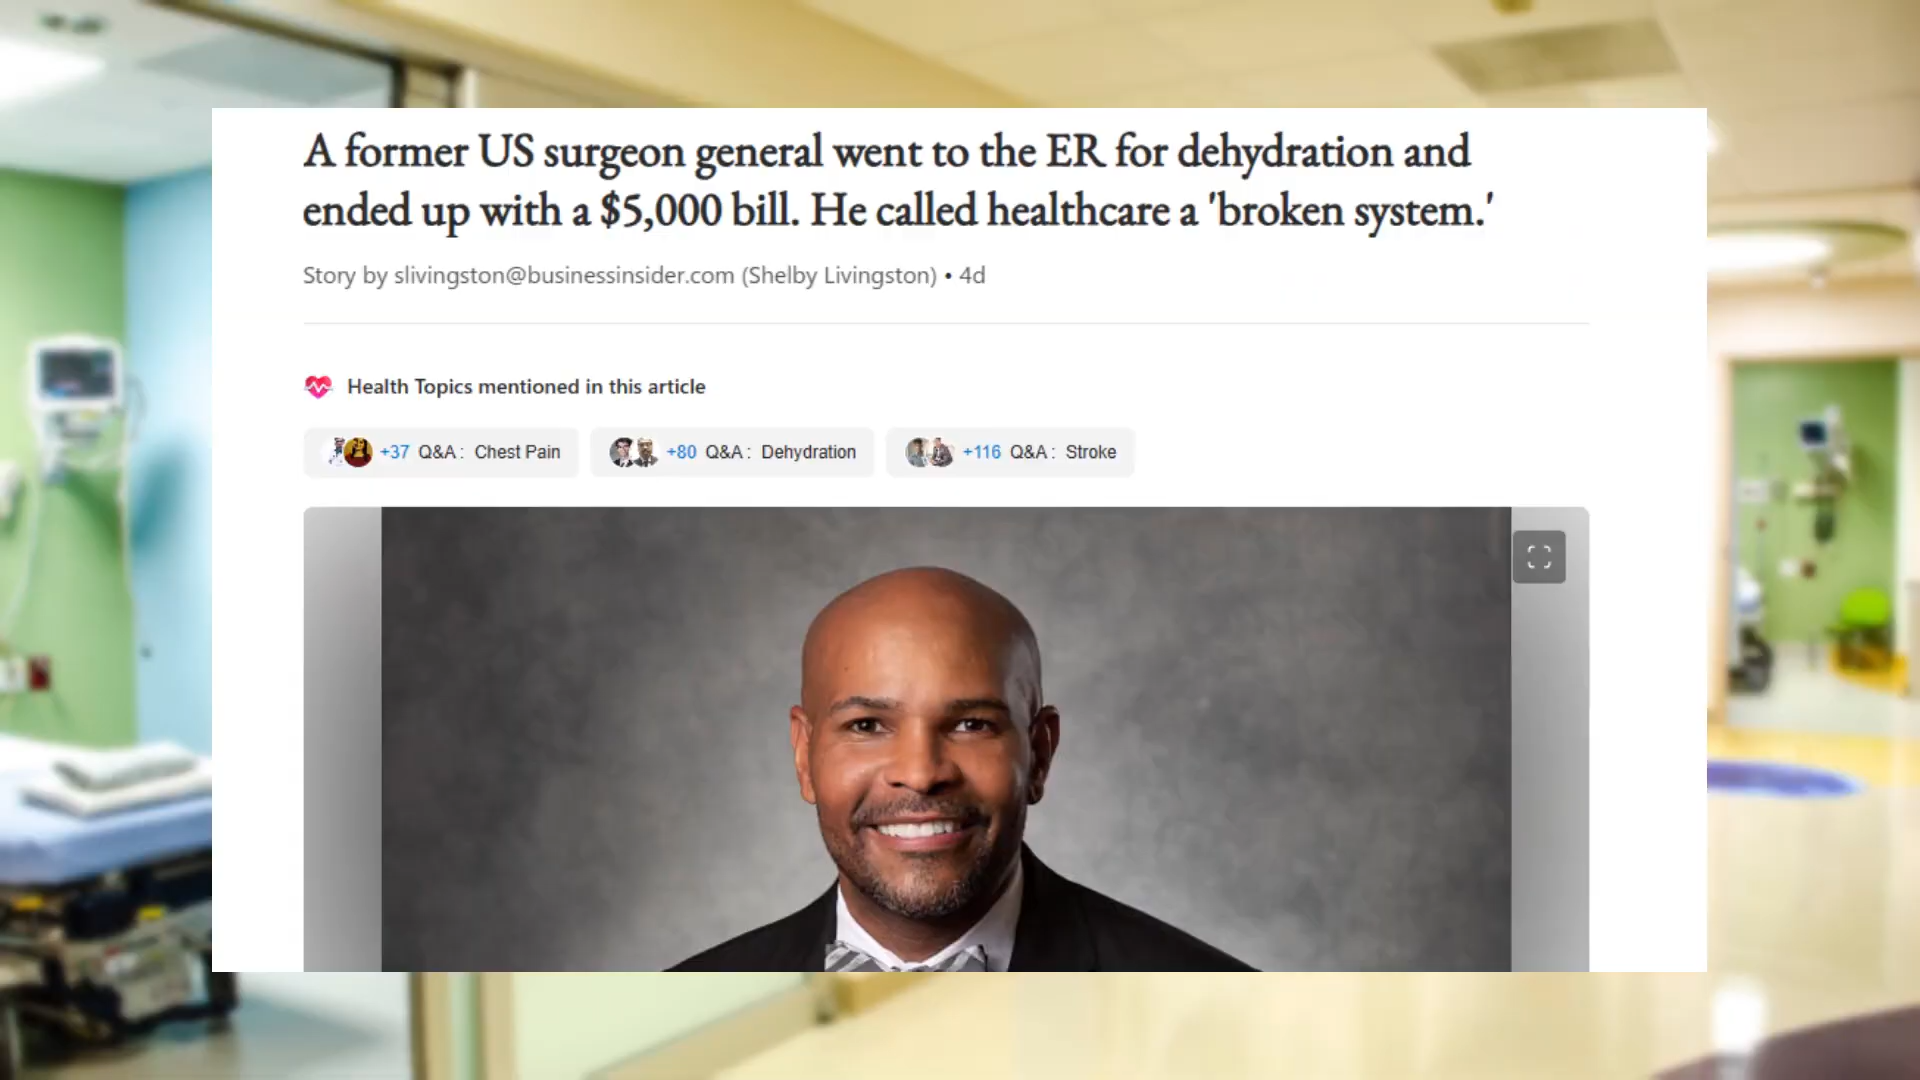 A former US surgeon general went to the ER for dehydration and
ended up with a $5,000 bill. He called healthcare a 'broken system.'
Story by slivingston@businessinsider.com (Shelby Livingston) • 4d
Health Topics mentioned in this article
+37 Q&A : Chest Pain +80 Q&A : Dehydration +116 Q&A : Stroke